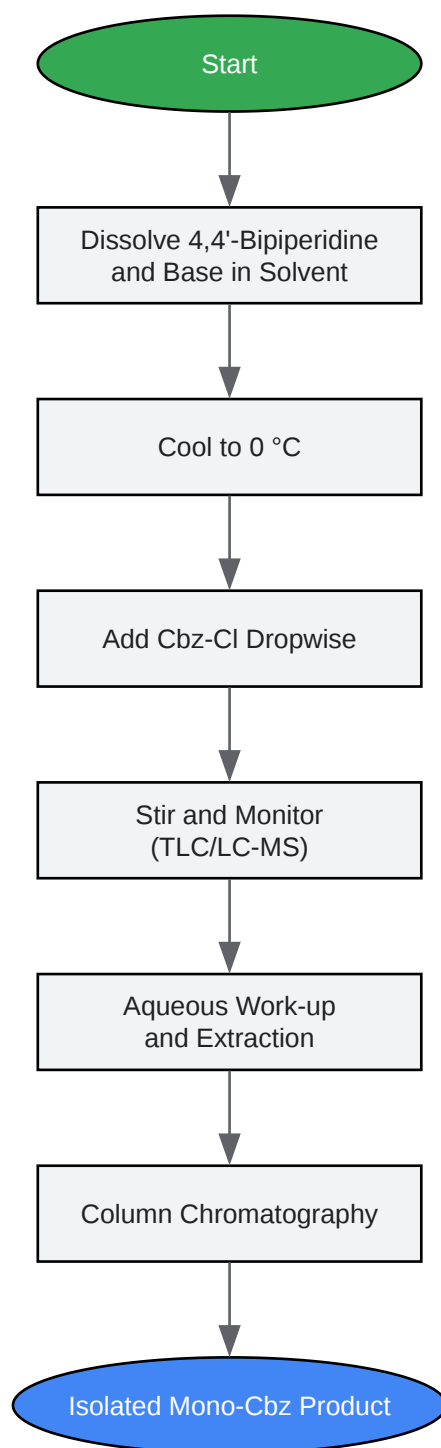 Start
Dissolve 4,4'-Bipiperidine
and Base in Solvent
Cool to 0 °C
Add Cbz-Cl Dropwise
Stir and Monitor
(TLC/LC-MS)
Aqueous Work-up
and Extraction
Column Chromatography
Isolated Mono-Cbz Product